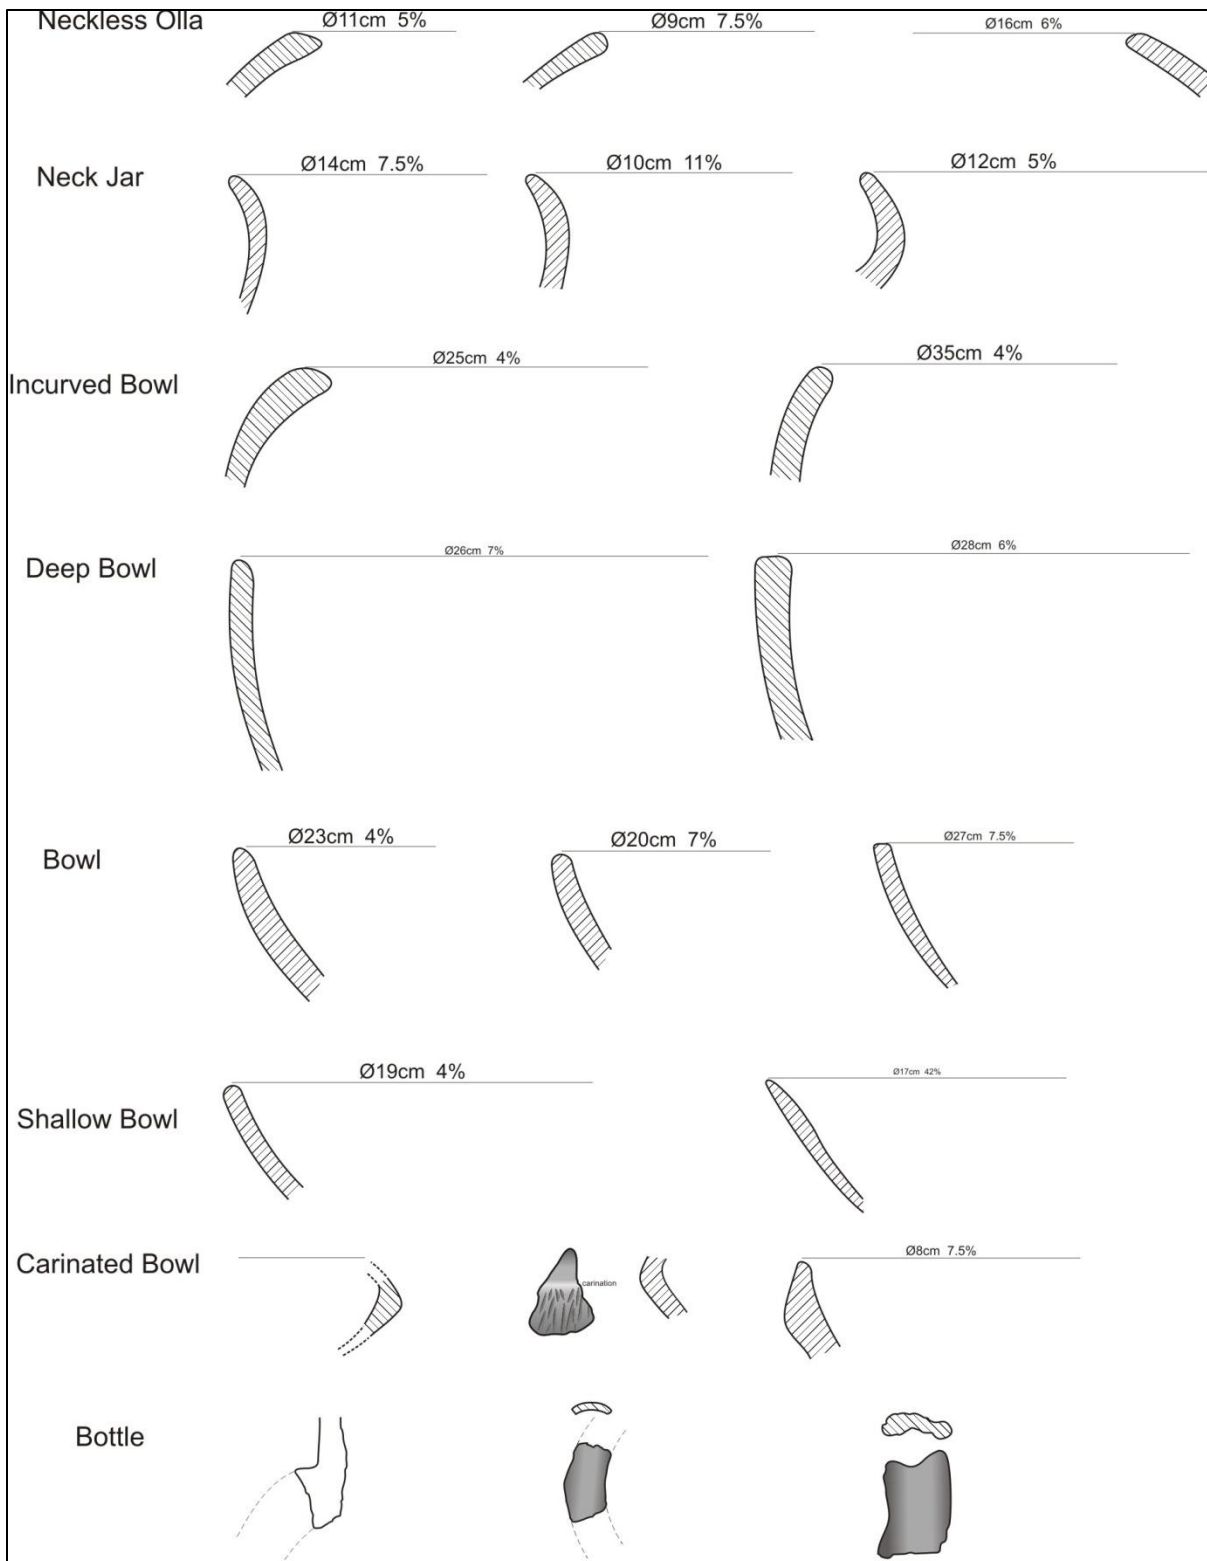 Neckless Olla
Ø11cm 5%
Ø9cm 7.5%
Ø16cm 6%
Neck Jar
Ø14cm 7.5%
Ø10cm 11%
Ø12cm 5%
Incurved Bowl
Ø25cm 4%
Ø35cm 4%
Deep Bowl
Ø26cm 7%
Ø28cm 6%
Bowl
Ø23cm 4%
Ø20cm 7%
Ø27cm 7.5%
Shallow Bowl
Ø19cm 4%
Ø17cm 42%
Carinated Bowl
carination
Ø8cm 7.5%
Bottle